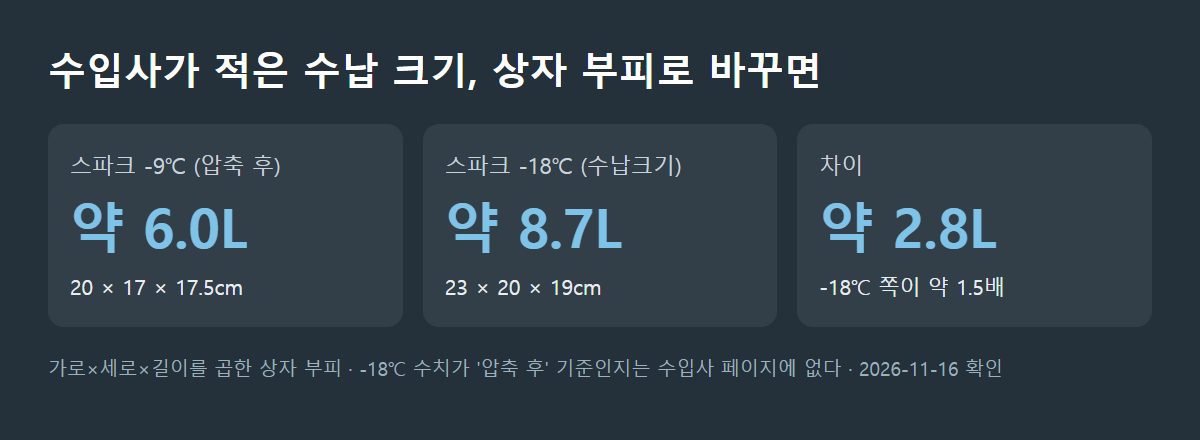 수입사가 적은 수납 크기, 상자 부피로 바꾸면
스파크 -9℃ (압축 후)
약 6.0L
20 × 17 × 17.5cm
스파크 -18℃ (수납크기)
약 8.7L
23 × 20 × 19cm
차이
약 2.8L
-18℃ 쪽이 약 1.5배
가로×세로×길이를 곱한 상자 부피 · -18℃ 수치가 '압축 후' 기준인지는 수입사 페이지에 없다 · 2026-11-16 확인